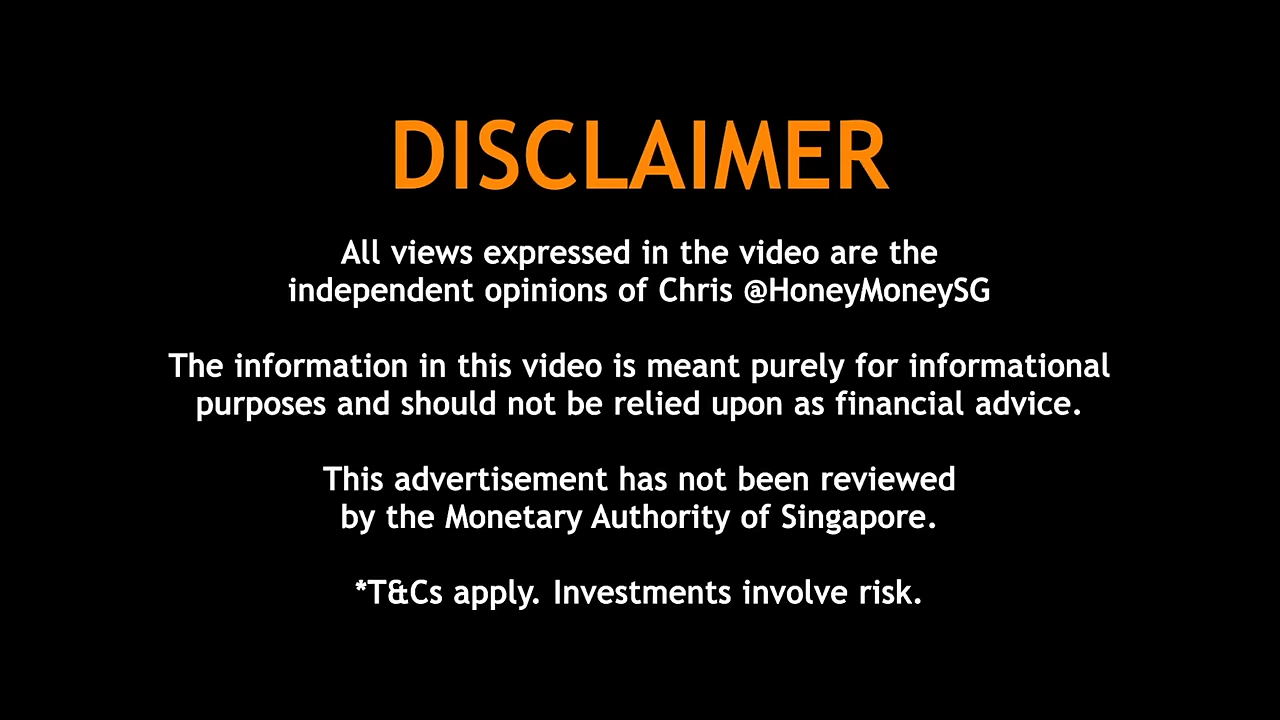 DISCLAIMER
All views expressed in the video are the
independent opinions of Chris @HoneyMoneySG
The information in this video is meant purely for informational
purposes and should not be relied upon as financial advice.
This advertisement has not been reviewed
by the Monetary Authority of Singapore.
*T&Cs apply. Investments involve risk.